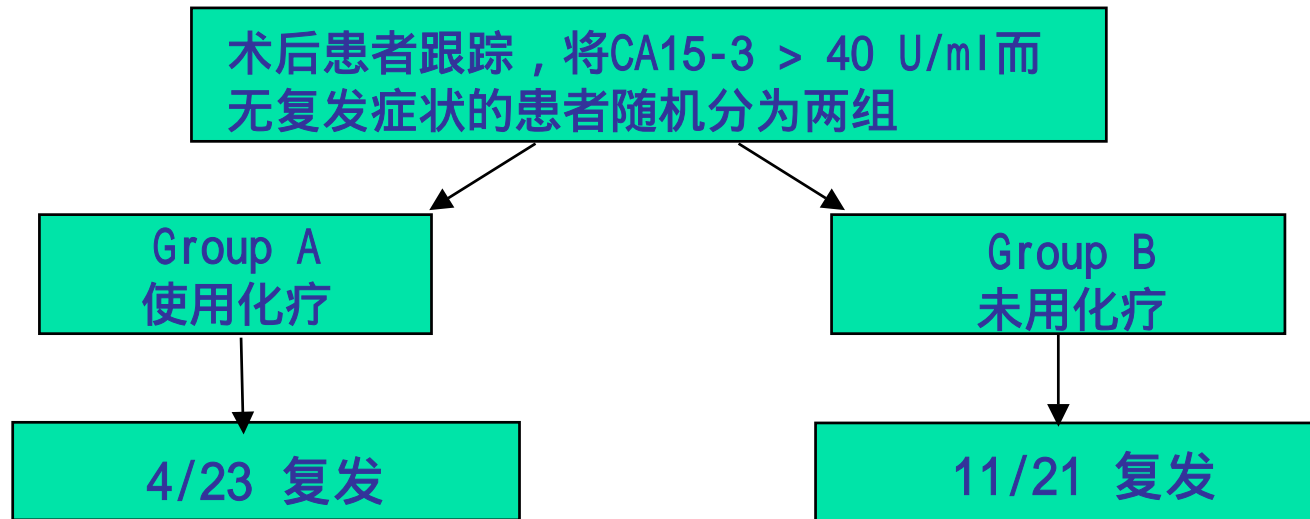 术后患者跟踪，将CA15-3 > 40 U/ml而
无复发症状的患者随机分为两组
Group A
使用化疗
Group B
未用化疗
4/23 复发
11/21 复发